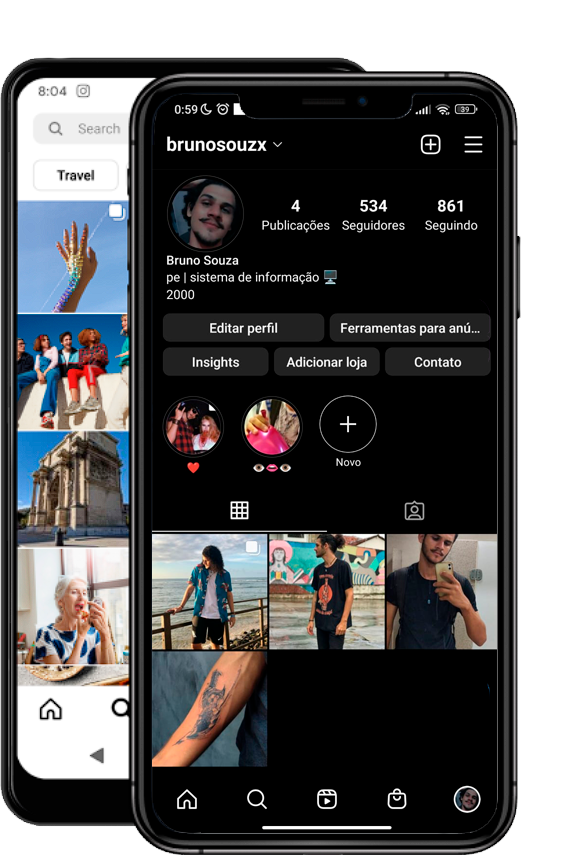 8:04
Search
Travel
0:59
39
brunosouzx
4
534
861
Publicações
Seguidores
Seguindo
Bruno Souza
pe | sistema de informação
2000
Editar perfil
Ferramentas para anú...
Insights
Adicionar loja
Contato
Novo